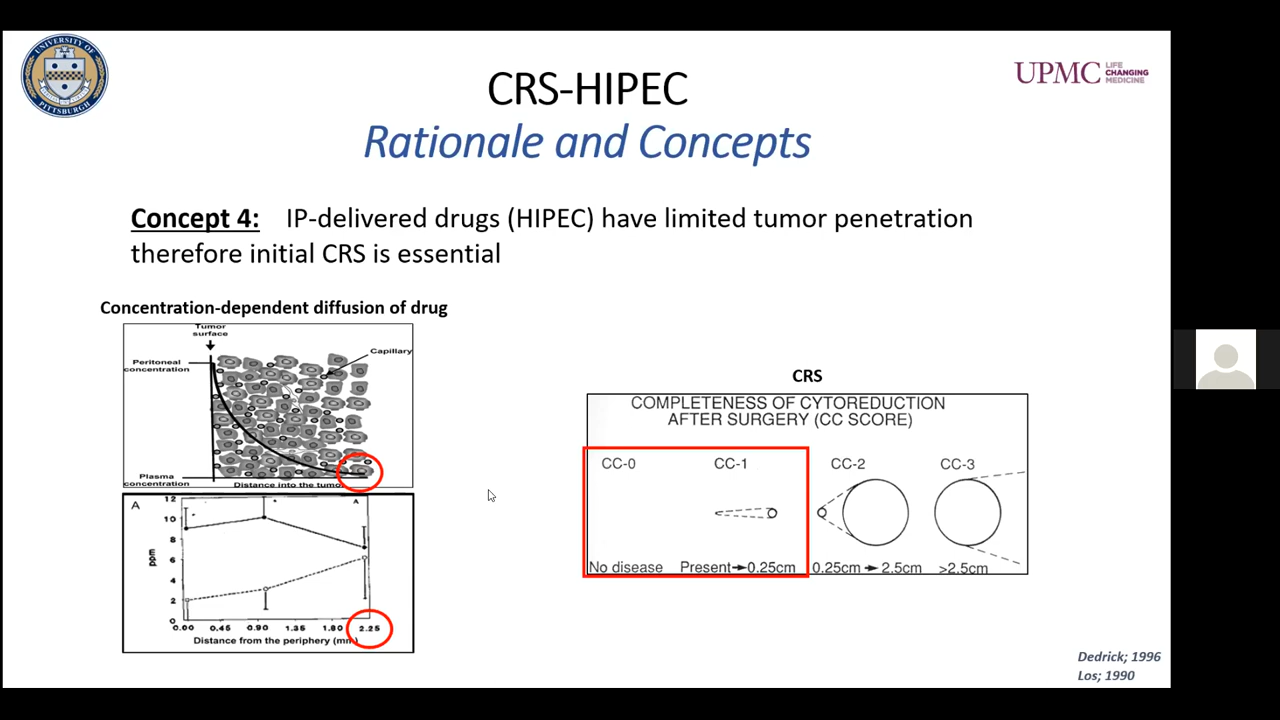 UNIVERSITY OF
PITTSBURGH
UPMC LIFE
CHANGING
MEDICINE
CRS-HIPEC
Rationale and Concepts
Concept 4: IP-delivered drugs (HIPEC) have limited tumor penetration
therefore initial CRS is essential
Concentration-dependent diffusion of drug
Tumor
surface
Capillary
Peritoneal
concentration
Plasma
concentration
Distance into the tumor
A
A
12
10
8
6
4
2
0
ppm
0.00 0.45 0.90 1.35 1.80 2.25
Distance from the periphery (mm)
CRS
COMPLETENESS OF CYTOREDUCTION
AFTER SURGERY (CC SCORE)
CC-0 CC-1 CC-2 CC-3
No disease Present→0.25cm 0.25cm→2.5cm >2.5cm
Dedrick; 1996
Los; 1990